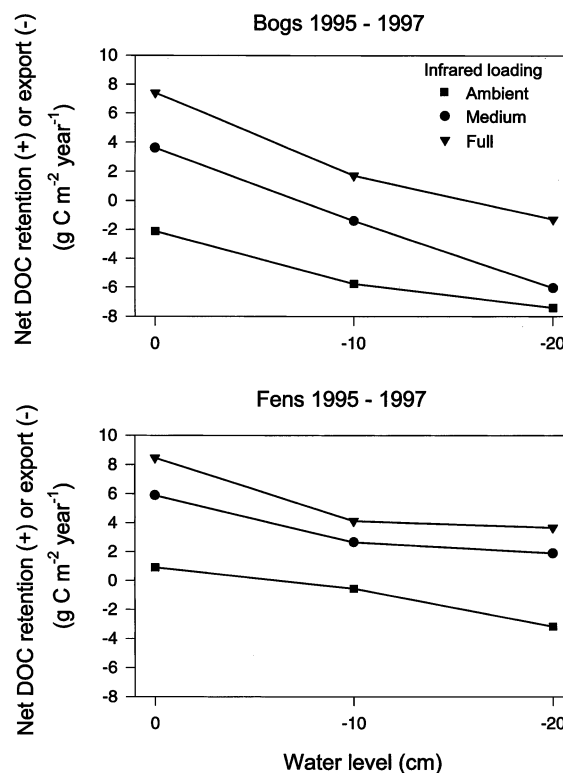 Bogs 1995 - 1997
Net DOC retention (+) or export (-)
(g C m⁻² year⁻¹)
10
8
6
4
2
0
-2
-4
-6
-8
Infrared loading
Ambient
Medium
Full
0
-10
-20
Fens 1995 - 1997
Net DOC retention (+) or export (-)
(g C m⁻² year⁻¹)
10
8
6
4
2
0
-2
-4
-6
-8
0
-10
-20
Water level (cm)